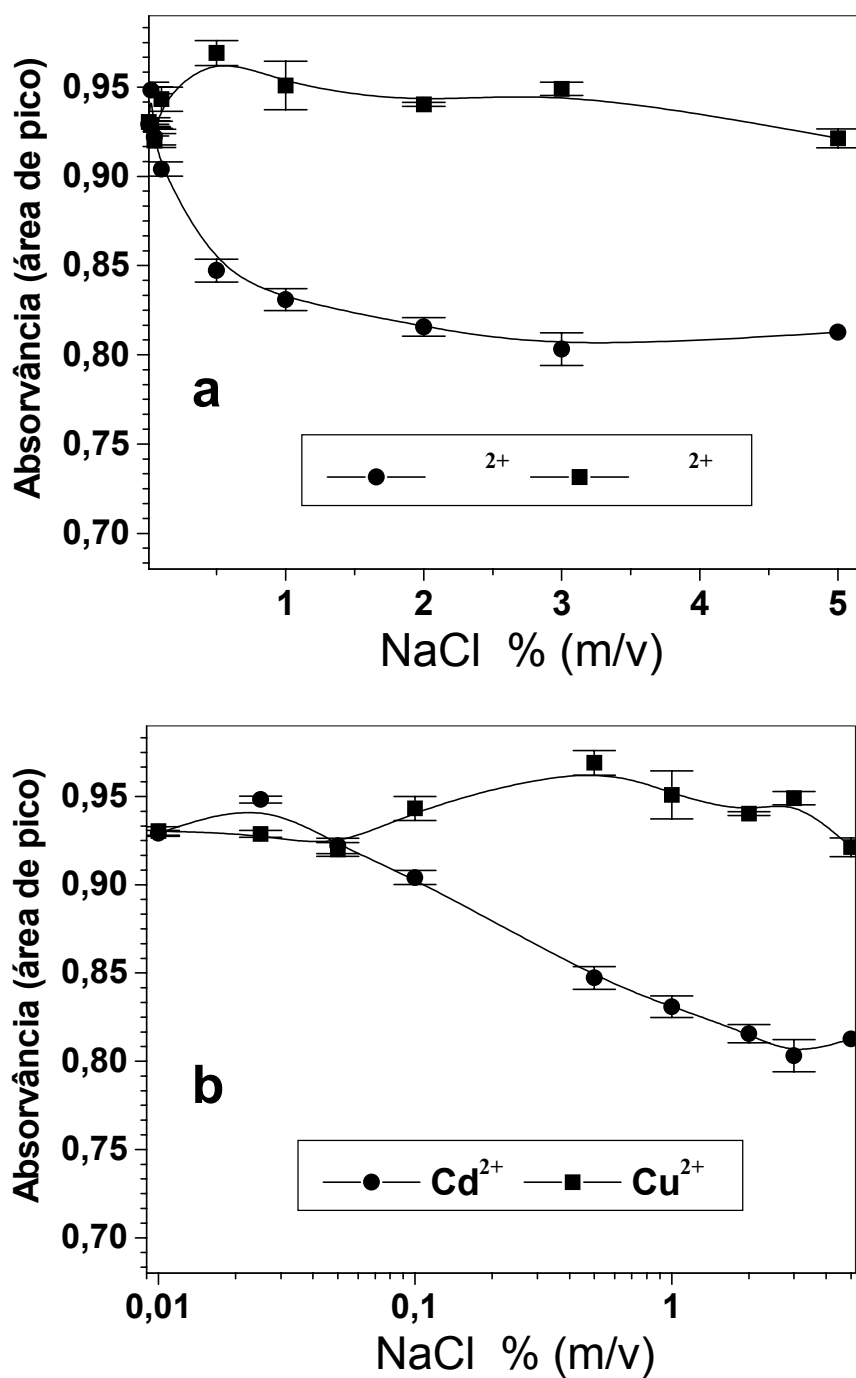 Absorvância (área de pico)
0,95
0,90
0,85
0,80
0,75
0,70
a
2+ 2+
1 2 3 4 5
NaCl % (m/v)
Absorvância (área de pico)
0,95
0,90
0,85
0,80
0,75
0,70
b
Cd2+ Cu2+
0,01 0,1 1
NaCl % (m/v)